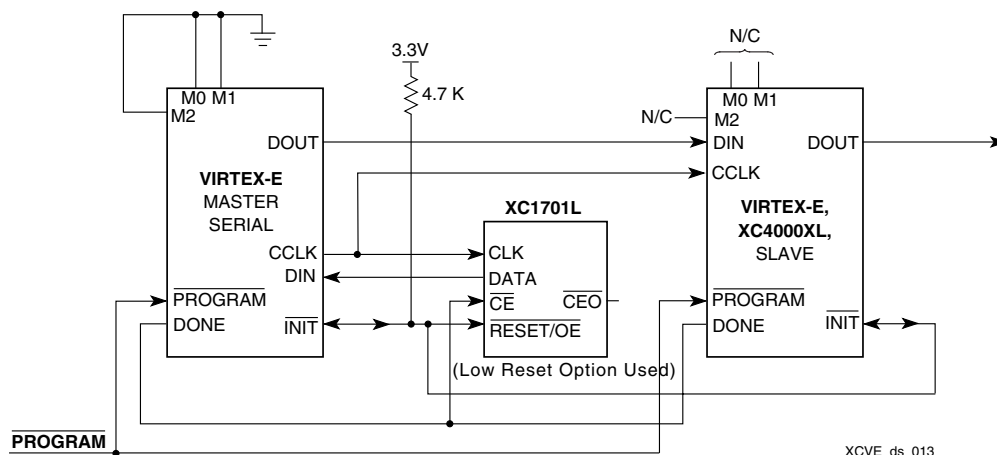 N/C
3.3V
M0 M1
4.7 K
M0 M1
M2
N/C
M2
DOUT
DIN
DOUT
VIRTEX-E
MASTER
SERIAL
CCLK
XC1701L
VIRTEX-E,
XC4000XL,
SLAVE
CCLK
CLK
DIN
DATA
PROGRAM
CE
CEO
PROGRAM
DONE
INIT
RESET/OE
DONE
INIT
(Low Reset Option Used)
PROGRAM
XCVE_ds_013